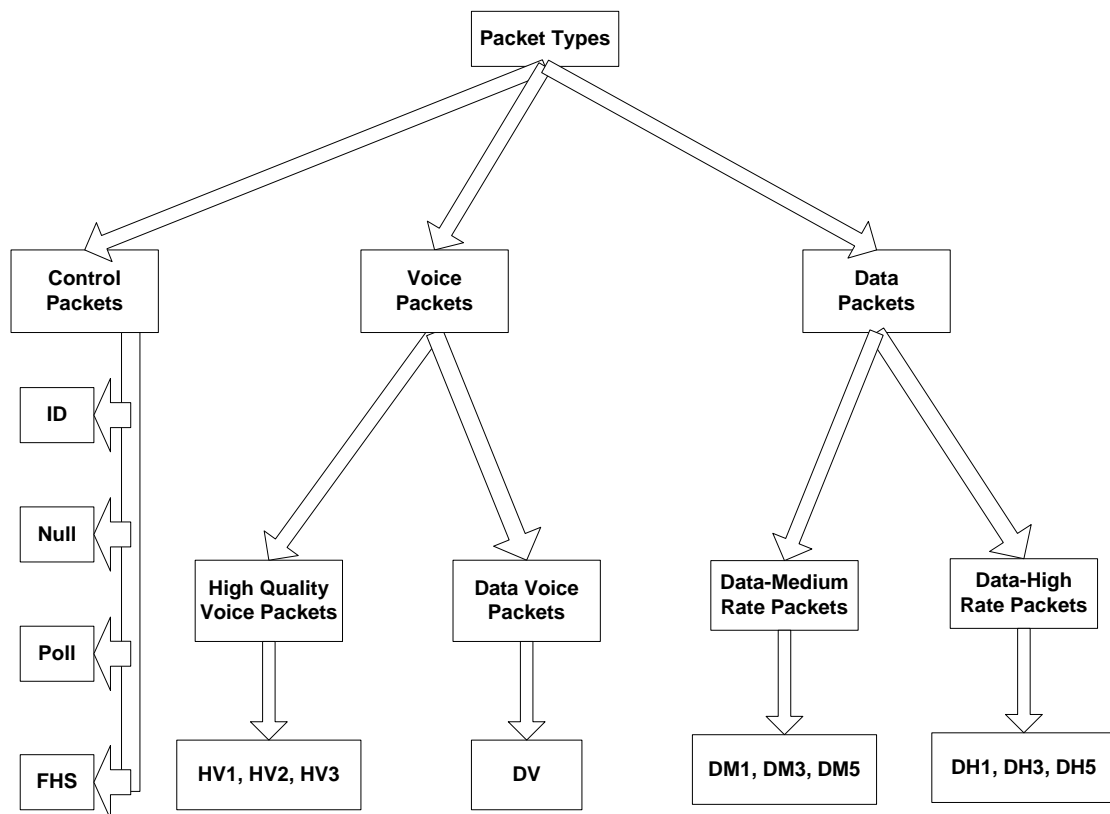 Packet Types
Control
Packets
Voice
Packets
Data
Packets
ID
Null
Poll
FHS
High Quality
Voice Packets
Data Voice
Packets
Data-Medium
Rate Packets
Data-High
Rate Packets
HV1, HV2, HV3
DV
DM1, DM3, DM5
DH1, DH3, DH5